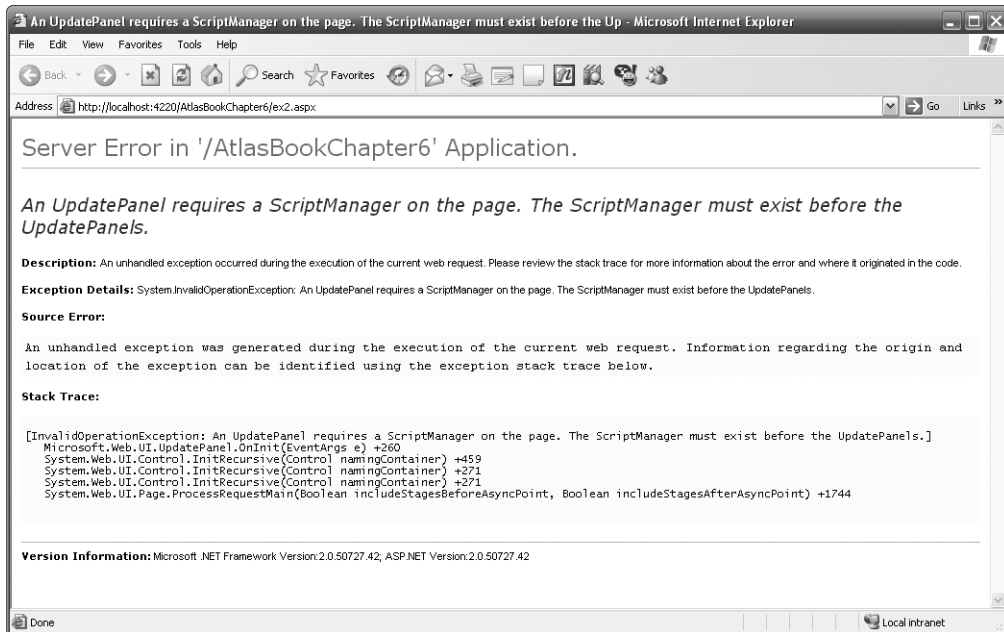 An UpdatePanel requires a ScriptManager on the page. The ScriptManager must exist before the Up - Microsoft Internet Explorer
File Edit View Favorites Tools Help
Back Search Favorites
Address http://localhost:4220/AtlasBookChapter6/ex2.aspx Go Links »
Server Error in '/AtlasBookChapter6' Application.
An UpdatePanel requires a ScriptManager on the page. The ScriptManager must exist before the
UpdatePanels.
Description: An unhandled exception occurred during the execution of the current web request. Please review the stack trace for more information about the error and where it originated in the code.
Exception Details: System.InvalidOperationException: An UpdatePanel requires a ScriptManager on the page. The ScriptManager must exist before the UpdatePanels.
Source Error:
An unhandled exception was generated during the execution of the current web request. Information regarding the origin and
location of the exception can be identified using the exception stack trace below.
Stack Trace:
[InvalidOperationException: An UpdatePanel requires a ScriptManager on the page. The ScriptManager must exist before the UpdatePanels.]
Microsoft.Web.UI.UpdatePanel.OnInit(EventArgs e) +260
System.Web.UI.Control.InitRecursive(Control namingContainer) +459
System.Web.UI.Control.InitRecursive(Control namingContainer) +271
System.Web.UI.Control.InitRecursive(Control namingContainer) +271
System.Web.UI.Page.ProcessRequestMain(Boolean includeStagesBeforeAsyncPoint, Boolean includeStagesAfterAsyncPoint) +1744
Version Information: Microsoft .NET Framework Version:2.0.50727.42; ASP.NET Version:2.0.50727.42
Done Local intranet